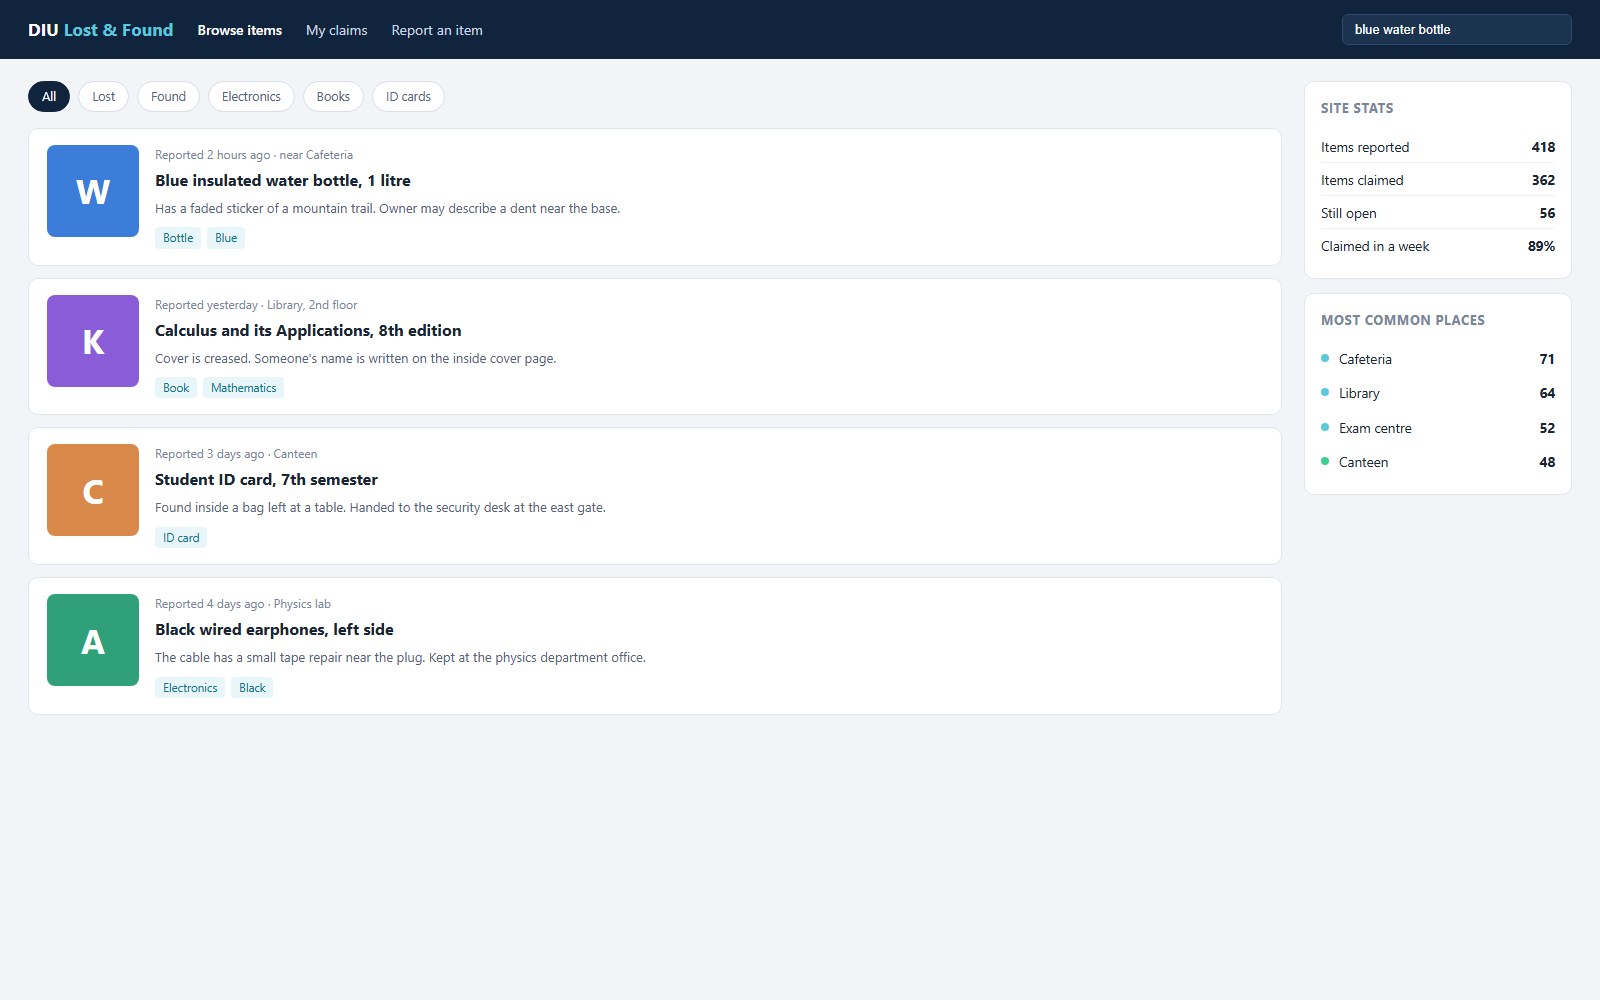 DIU Lost & Found Browse items My claims Report an item blue water bottle
All Lost Found Electronics Books ID cards
W
Reported 2 hours ago · near Cafeteria
Blue insulated water bottle, 1 litre
Has a faded sticker of a mountain trail. Owner may describe a dent near the base.
Bottle Blue
K
Reported yesterday · Library, 2nd floor
Calculus and its Applications, 8th edition
Cover is creased. Someone's name is written on the inside cover page.
Book Mathematics
C
Reported 3 days ago · Canteen
Student ID card, 7th semester
Found inside a bag left at a table. Handed to the security desk at the east gate.
ID card
A
Reported 4 days ago · Physics lab
Black wired earphones, left side
The cable has a small tape repair near the plug. Kept at the physics department office.
Electronics Black
SITE STATS
Items reported 418
Items claimed 362
Still open 56
Claimed in a week 89%
MOST COMMON PLACES
Cafeteria 71
Library 64
Exam centre 52
Canteen 48